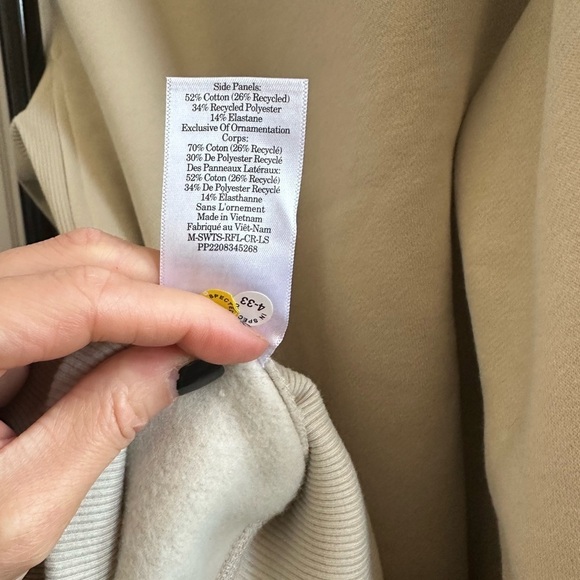 Side Panels:
52% Cotton (26% Recycled)
34% Recycled Polyester
14% Elastane
Exclusive Of Ornamentation
Corps:
70% Coton (26% Recyclé)
30% De Polyester Recyclé
Des Panneaux Latéraux:
52% Coton (26% Recyclé)
34% De Polyester Recyclé
14% Élasthanne
Sans L'ornement
Made in Vietnam
Fabriqué au Viêt-Nam
M-SWTS-RFL-CR-LS
PP2208345268
4-33